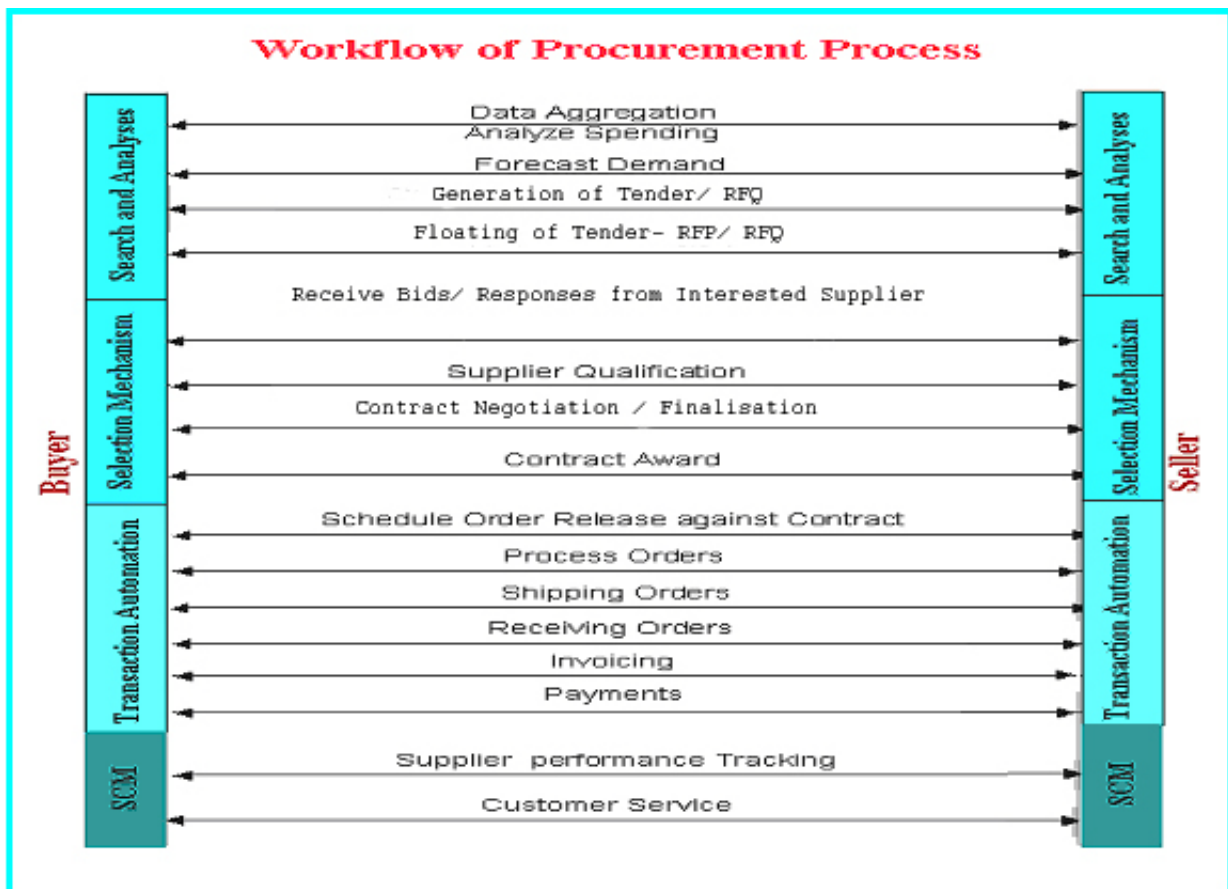 Workflow of Procurement Process
Buyer
Search and Analyses
Selection Mechanism
Transaction Automation
SCM
Data Aggregation
Analyze Spending
Forecast Demand
Generation of Tender/ RFQ
Floating of Tender- RFP/ RFQ
Receive Bids/ Responses from Interested Supplier
Supplier Qualification
Contract Negotiation / Finalisation
Contract Award
Schedule Order Release against Contract
Process Orders
Shipping Orders
Receiving Orders
Invoicing
Payments
Supplier performance Tracking
Customer Service
Search and Analyses
Selection Mechanism
Transaction Automation
SCM
Seller